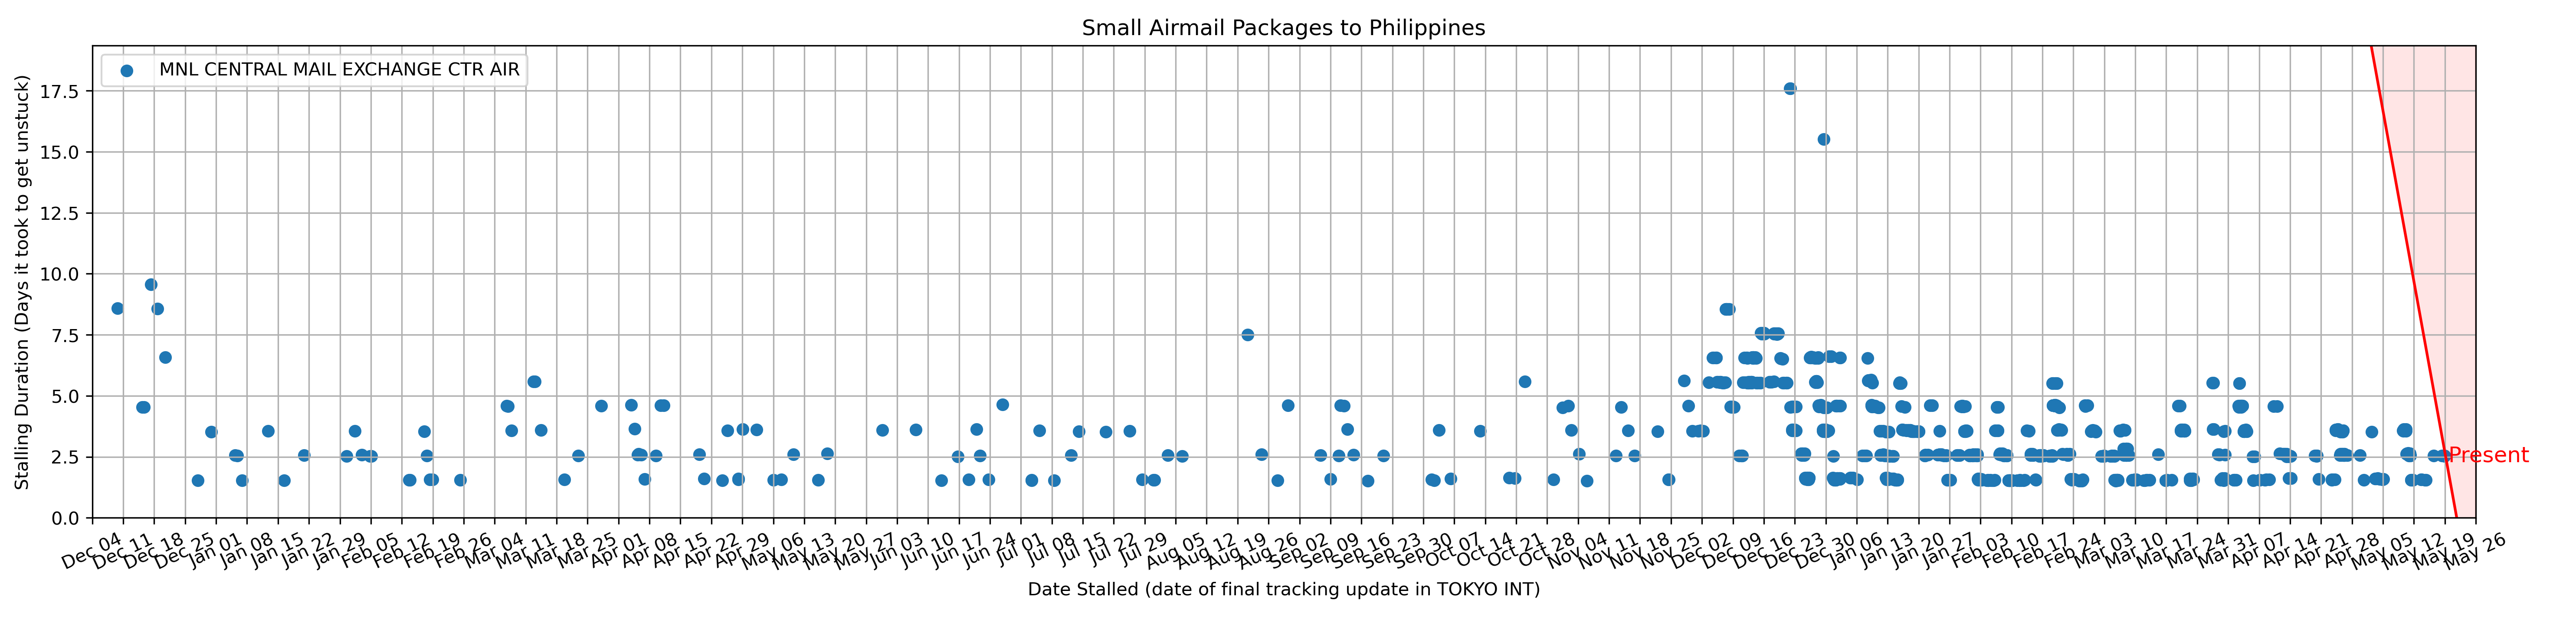 Small Airmail Packages to Philippines
MNL CENTRAL MAIL EXCHANGE CTR AIR
Stalling Duration (Days it took to get unstuck)
17.5
15.0
12.5
10.0
7.5
5.0
2.5
0.0
Present
Dec 04
Dec 11
Dec 18
Dec 25
Jan 01
Jan 08
Jan 15
Jan 22
Jan 29
Feb 05
Feb 12
Feb 19
Feb 26
Mar 04
Mar 11
Mar 18
Mar 25
Apr 01
Apr 08
Apr 15
Apr 22
Apr 29
May 06
May 13
May 20
May 27
Jun 03
Jun 10
Jun 17
Jun 24
Jul 01
Jul 08
Jul 15
Jul 22
Jul 29
Aug 05
Aug 12
Aug 19
Aug 26
Sep 02
Sep 09
Sep 16
Sep 23
Sep 30
Oct 07
Oct 14
Oct 21
Oct 28
Nov 04
Nov 11
Nov 18
Nov 25
Dec 02
Dec 09
Dec 16
Dec 23
Dec 30
Jan 06
Jan 13
Jan 20
Jan 27
Feb 03
Feb 10
Feb 17
Feb 24
Mar 03
Mar 10
Mar 17
Mar 24
Mar 31
Apr 07
Apr 14
Apr 21
Apr 28
May 05
May 12
May 19
May 26
Date Stalled (date of final tracking update in TOKYO INT)